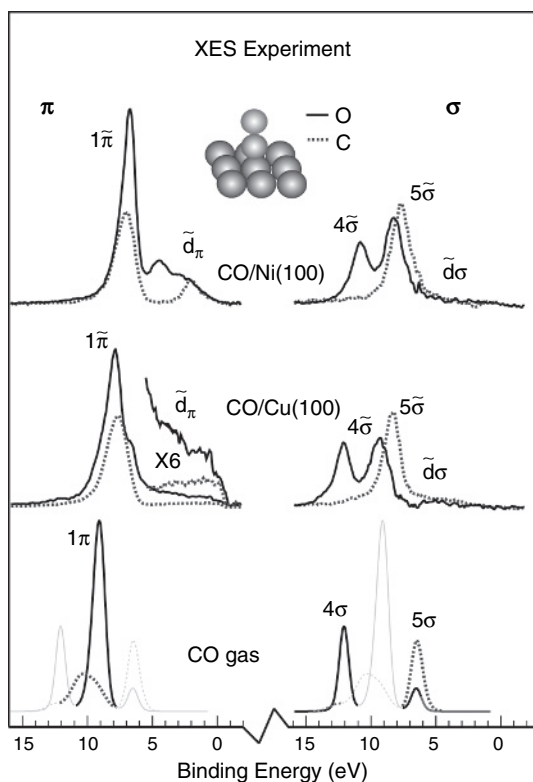 XES Experiment
π
σ
O
C
1π̃
d̃π
CO/Ni(100)
4σ̃
5σ̃
d̃σ
1π̃
d̃π
X6
CO/Cu(100)
4σ̃
5σ̃
d̃σ
1π
CO gas
4σ
5σ
15 10 5 0 15 10 5 0
Binding Energy (eV)